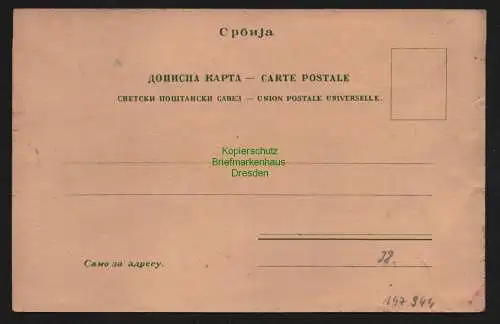 Србија
ДОПИСНА КАРТА — CARTE POSTALE
СВЕТСКИ ПОШТАНСКИ САВЕЗ — UNION POSTALE UNIVERSELLE.
Kopierschutz
Briefmarkenhaus
Dresden
Само за адресу.
28.
147 944